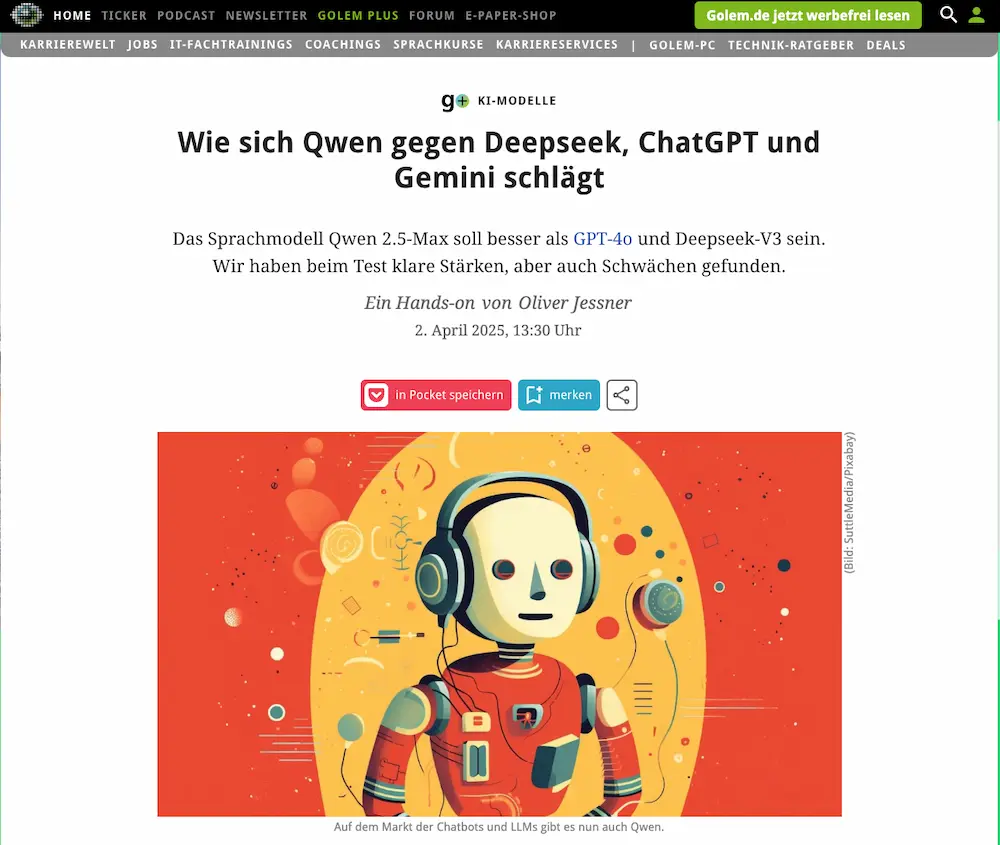 HOME TICKER PODCAST NEWSLETTER GOLEM PLUS FORUM E-PAPER-SHOP Golem.de jetzt werbefrei lesen
KARRIEREWELT JOBS IT-FACHTRAININGS COACHINGS SPRACHKURSE KARRIERESERVICES | GOLEM-PC TECHNIK-RATGEBER DEALS
g+ KI-MODELLE
Wie sich Qwen gegen Deepseek, ChatGPT und
Gemini schlägt
Das Sprachmodell Qwen 2.5-Max soll besser als GPT-4o und Deepseek-V3 sein.
Wir haben beim Test klare Stärken, aber auch Schwächen gefunden.
Ein Hands-on von Oliver Jessner
2. April 2025, 13:30 Uhr
in Pocket speichern merken
(Bild: SuttleMedia/Pixabay)
Auf dem Markt der Chatbots und LLMs gibt es nun auch Qwen.